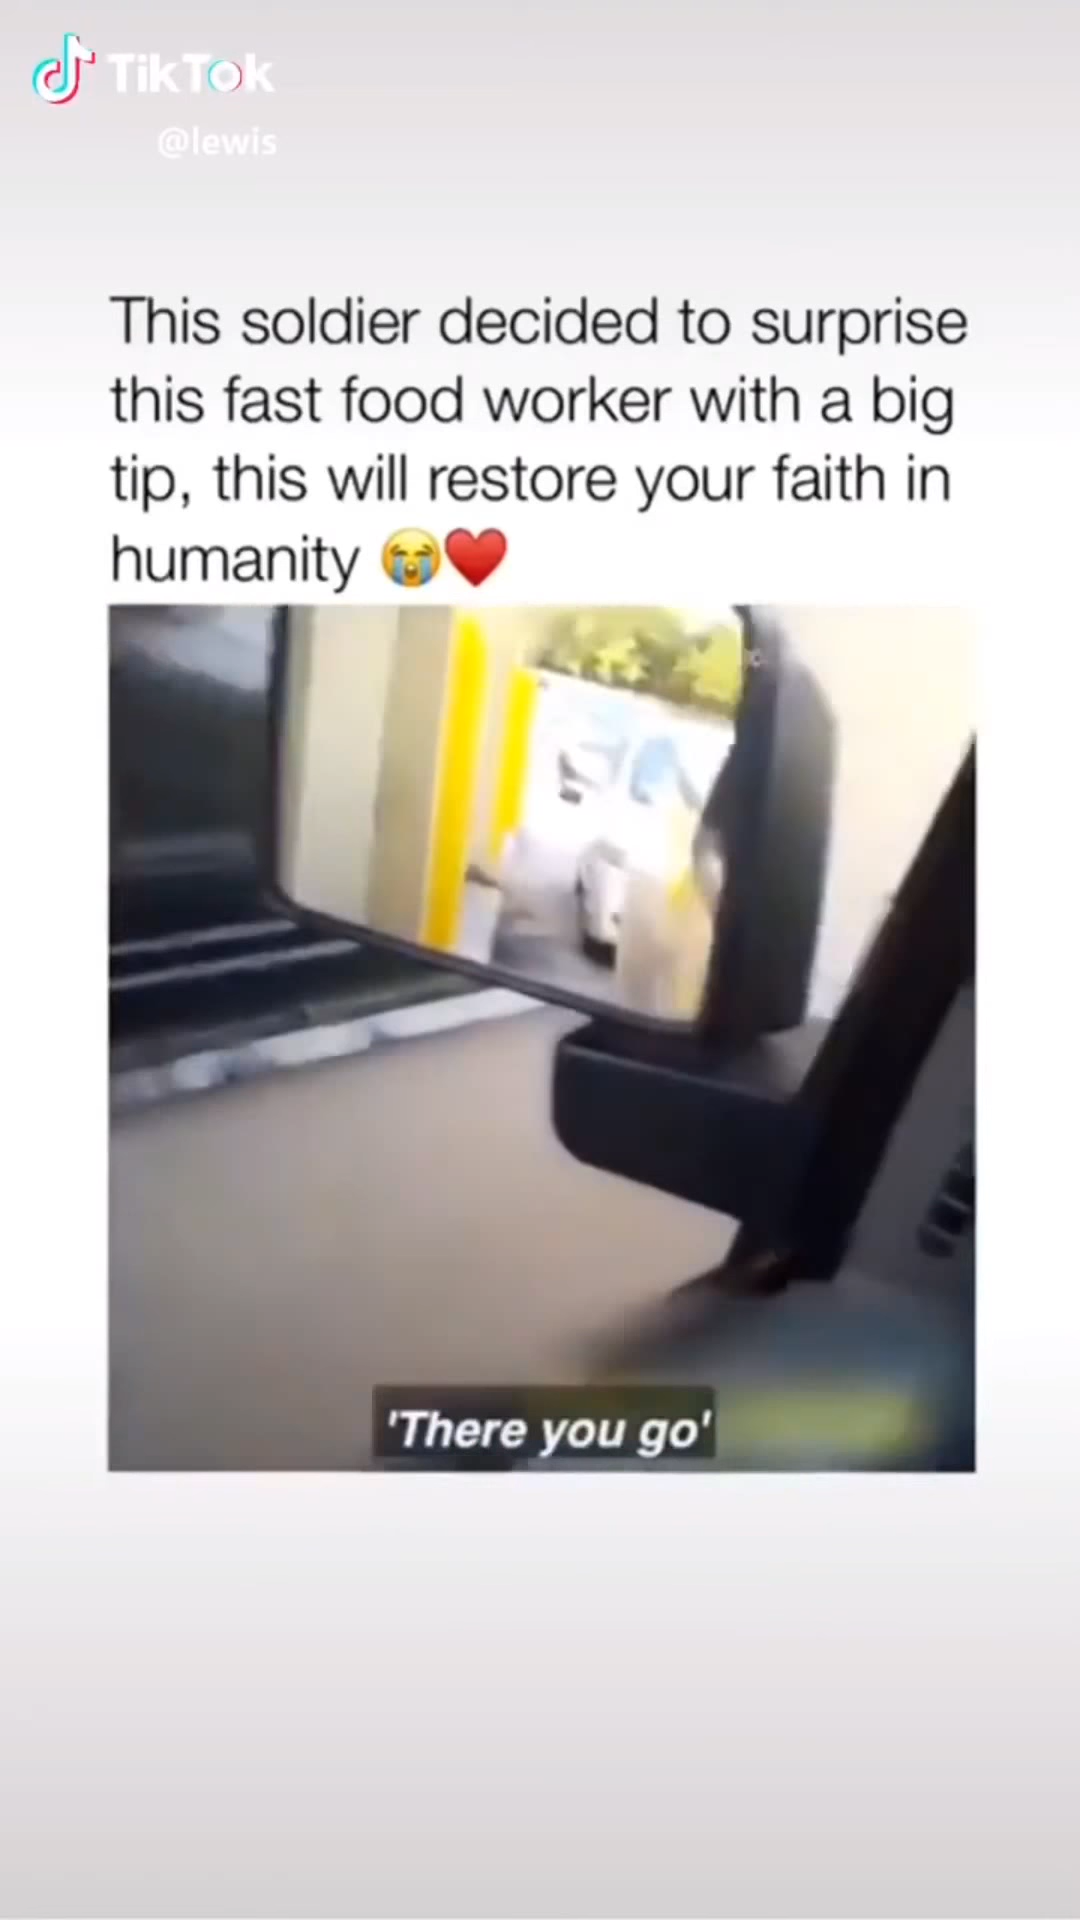 TikTok
@lewis
This soldier decided to surprise
this fast food worker with a big
tip, this will restore your faith in
humanity 😭❤️
'There you go'